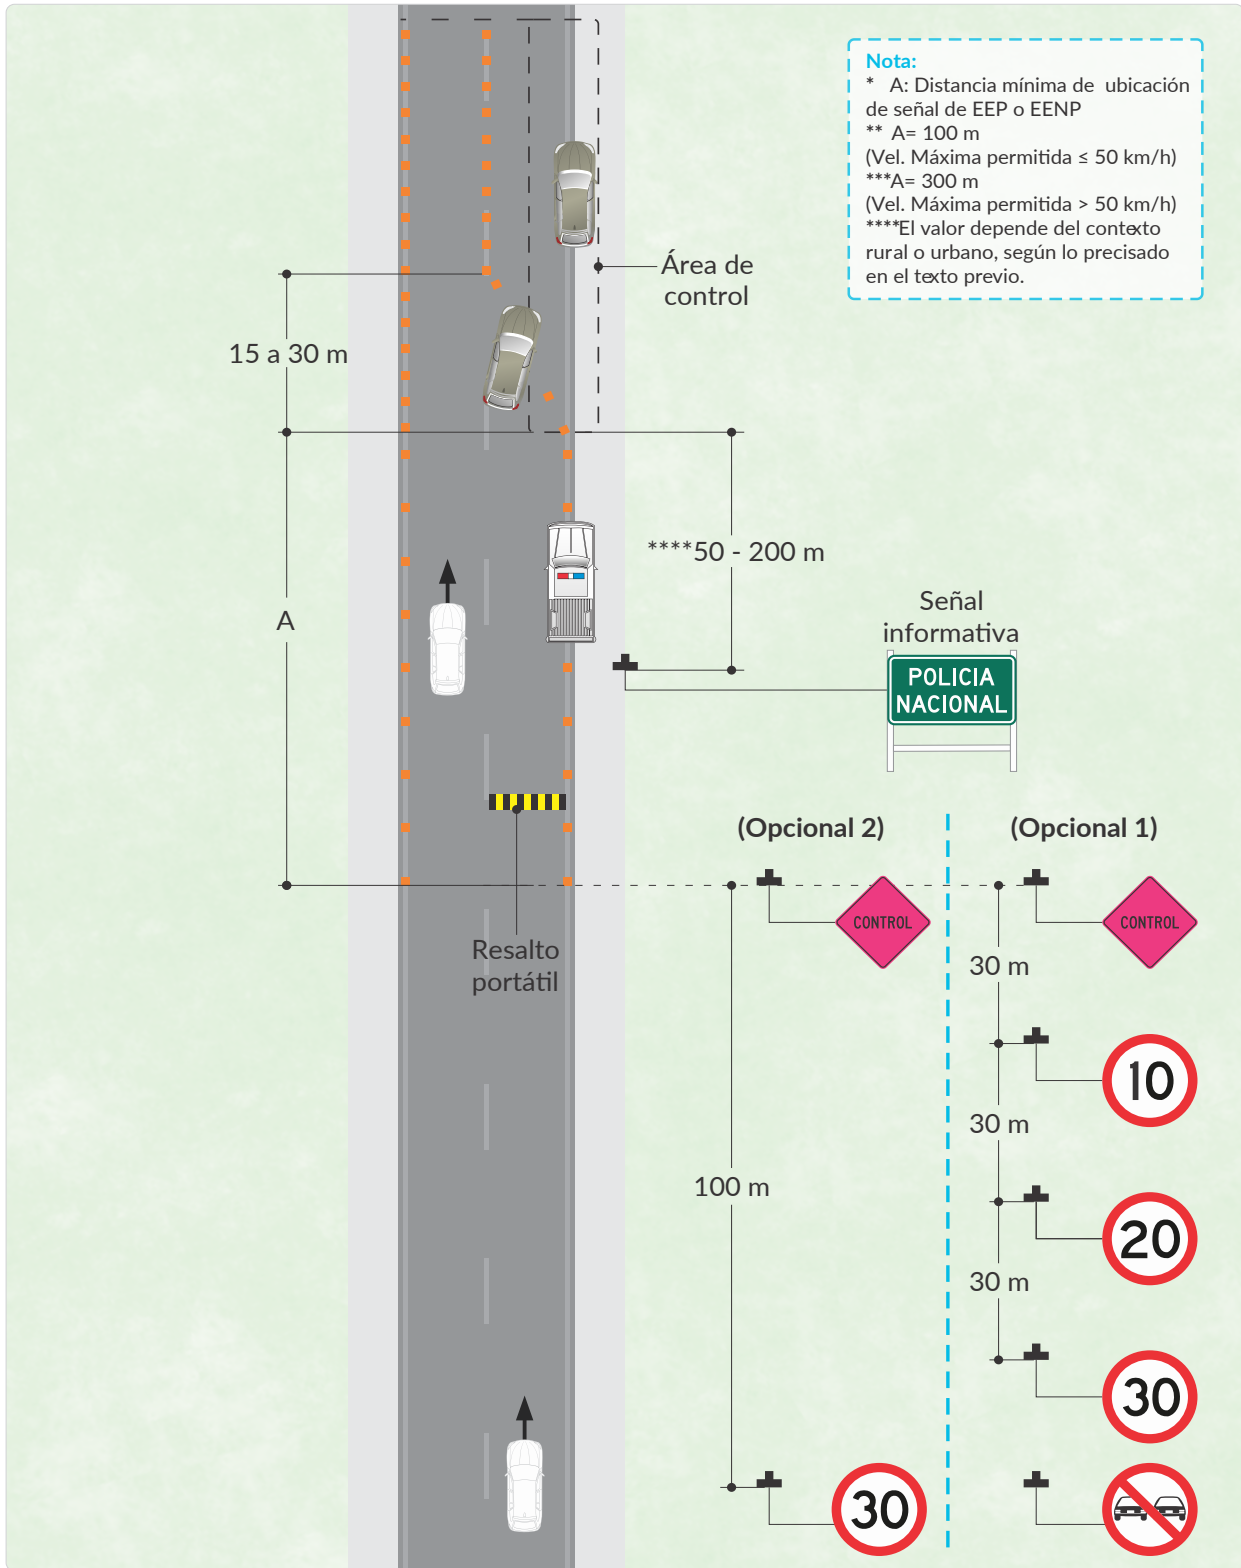 Nota:
* A: Distancia mínima de ubicación
de señal de EEP o EENP
** A= 100 m
(Vel. Máxima permitida ≤ 50 km/h)
***A= 300 m
(Vel. Máxima permitida > 50 km/h)
****El valor depende del contexto
rural o urbano, según lo precisado
en el texto previo.
Área de
control
15 a 30 m
****50 - 200 m
A
Señal
informativa
POLICIA
NACIONAL
(Opcional 2)
(Opcional 1)
CONTROL
CONTROL
Resalto
portátil
30 m
10
30 m
100 m
20
30 m
30
30